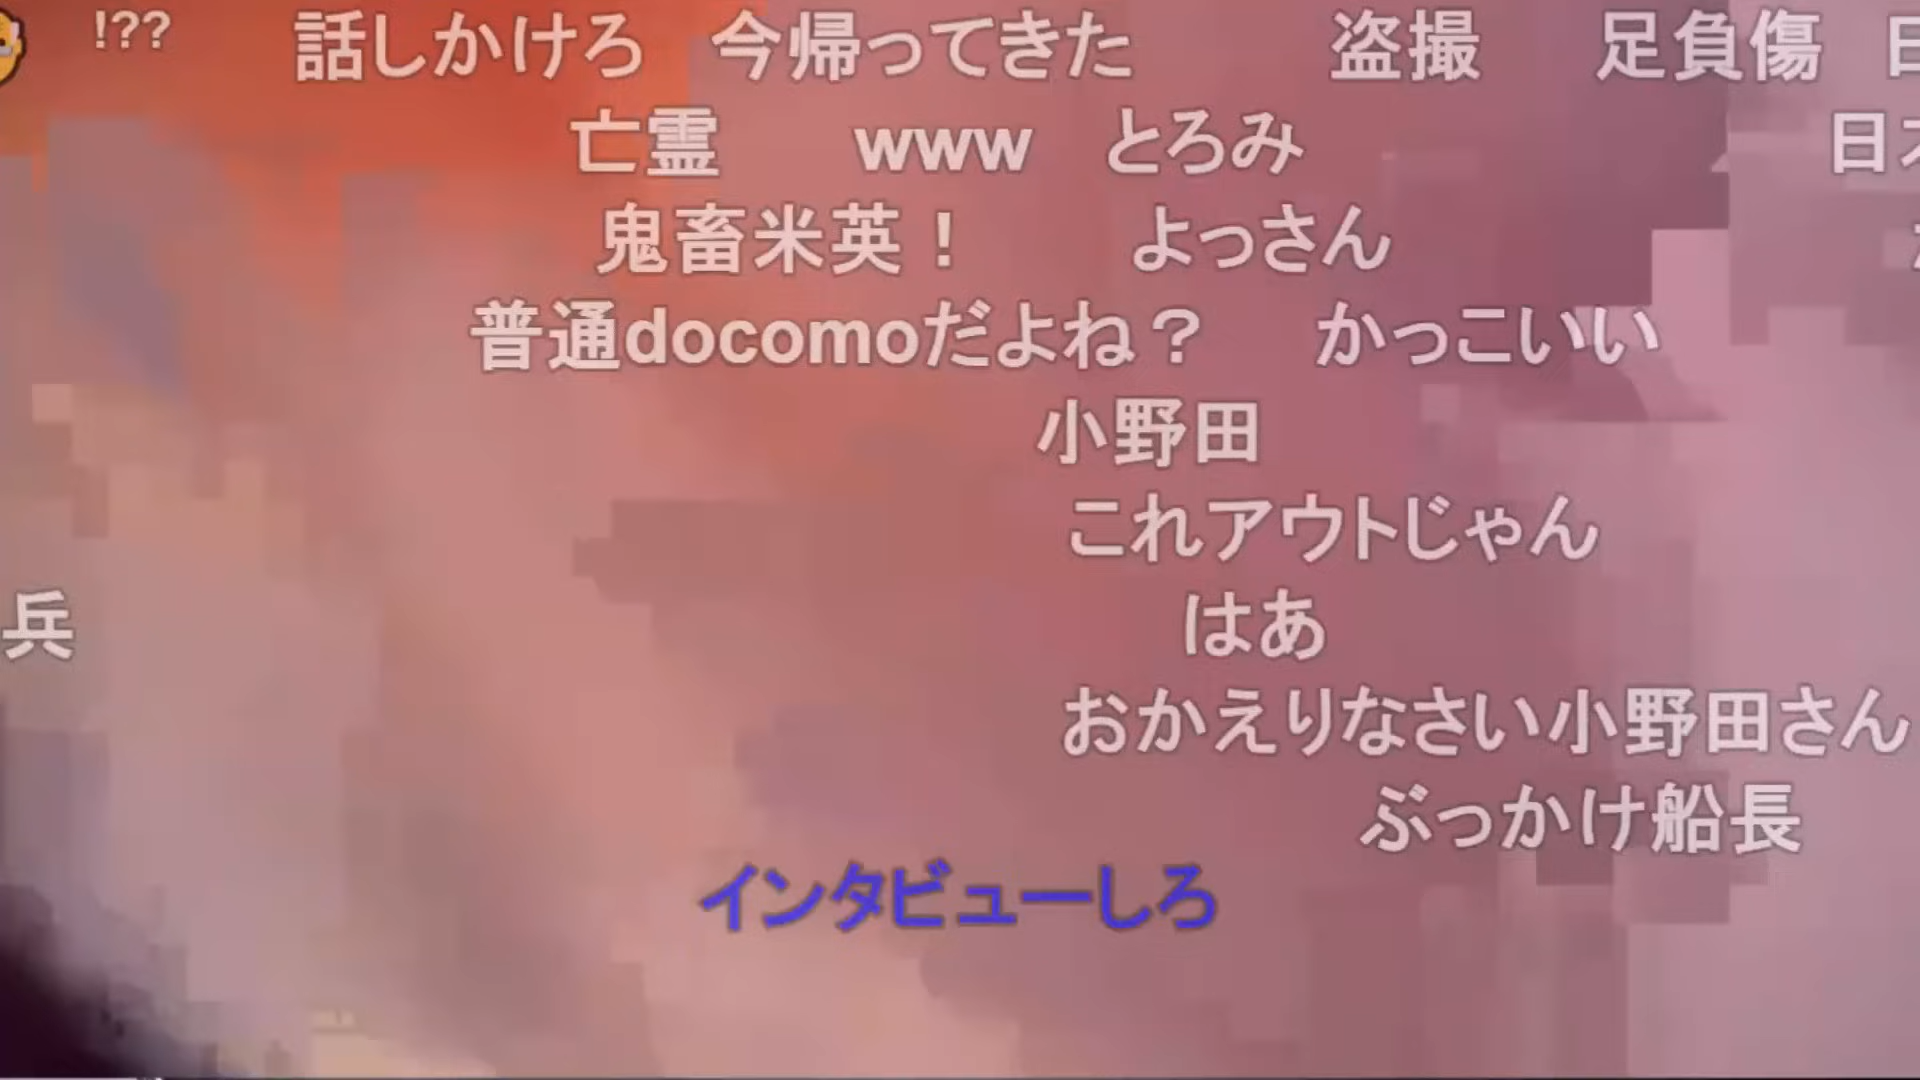 !??
話しかけろ 今帰ってきた 盗撮 足負傷
亡霊 www とろみ
鬼畜米英！ よっさん
普通docomoだよね？ かっこいい
小野田
これアウトじゃん
兵 はあ
おかえりなさい小野田さん
ぶっかけ船長
インタビューしろ